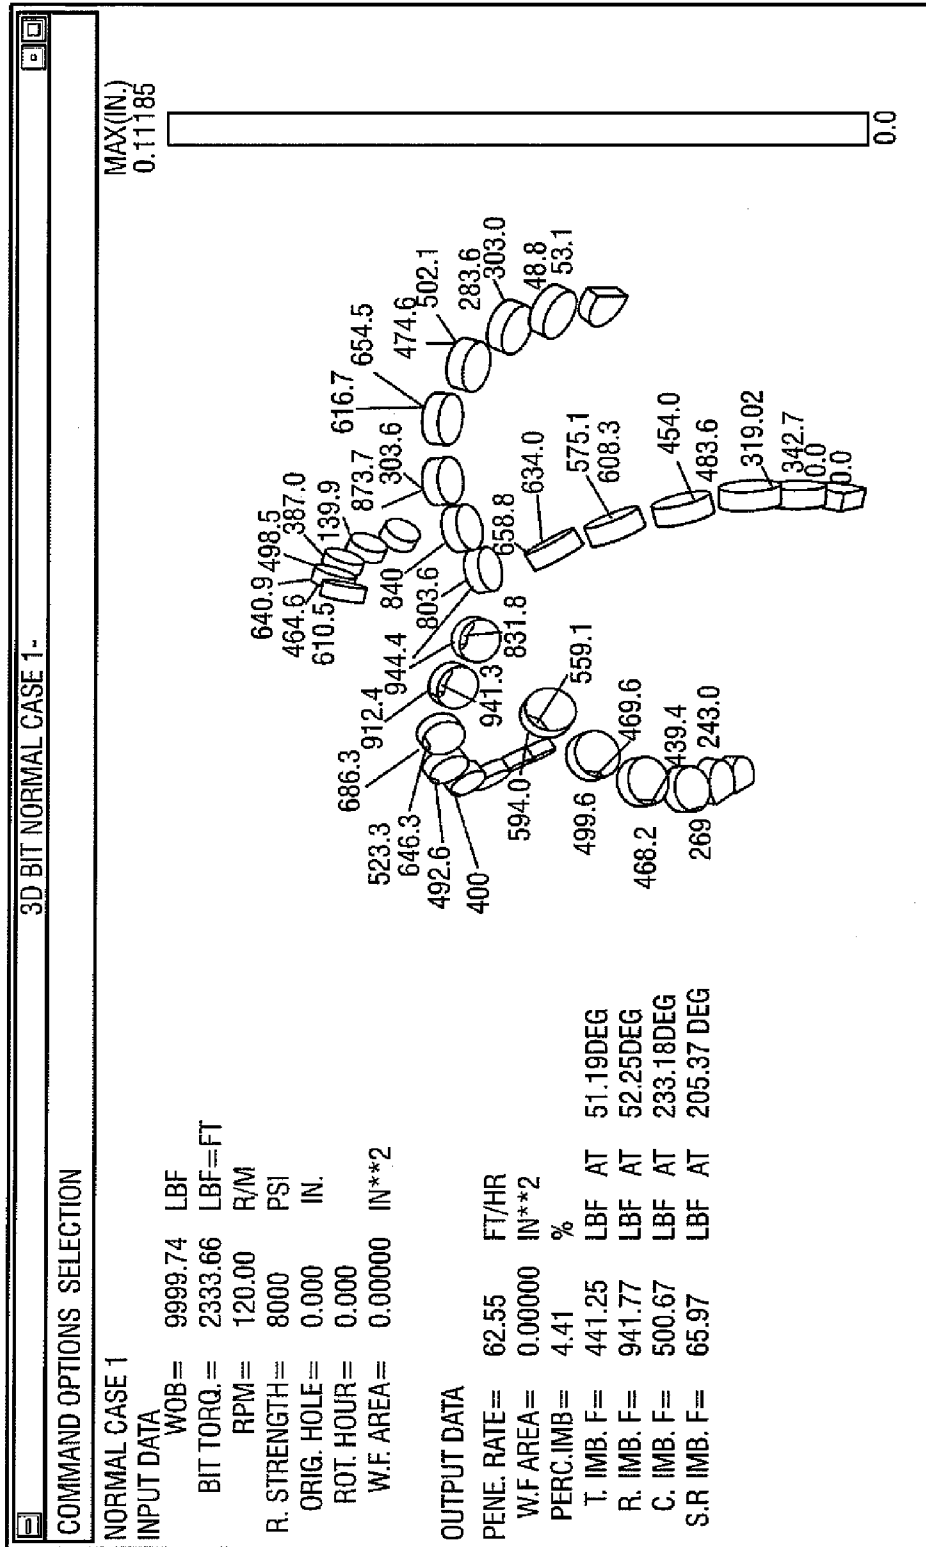 3D BIT NORMAL CASE 1-
COMMAND OPTIONS SELECTION
NORMAL CASE 1
INPUT DATA
WOB= 9999.74 LBF
BIT TORQ.= 2333.66 LBF=FT
RPM= 120.00 R/M
R. STRENGTH= 8000 PSI
ORIG. HOLE= 0.000 IN.
ROT. HOUR= 0.000
W.F. AREA= 0.00000 IN**2
OUTPUT DATA
PENE. RATE= 62.55 FT/HR
W.F AREA= 0.00000 IN**2
PERC.IMB= 4.41 %
T. IMB. F= 441.25 LBF AT 51.19DEG
R. IMB. F= 941.77 LBF AT 52.25DEG
C. IMB. F= 500.67 LBF AT 233.18DEG
S.R IMB. F= 65.97 LBF AT 205.37 DEG
MAX(IN.)
0.11185
0.0
640.9
498.5
387.0
464.6
139.9
610.5
873.7
303.6
616.7
654.5
474.6
502.1
283.6
303.0
48.8
53.1
840
803.6
944.4
912.4
686.3
523.3
646.3
492.6
400
941.3
831.8
658.8
634.0
575.1
608.3
454.0
483.6
319.02
342.7
0.0
0.0
594.0
559.1
499.6
469.6
468.2
439.4
269
243.0